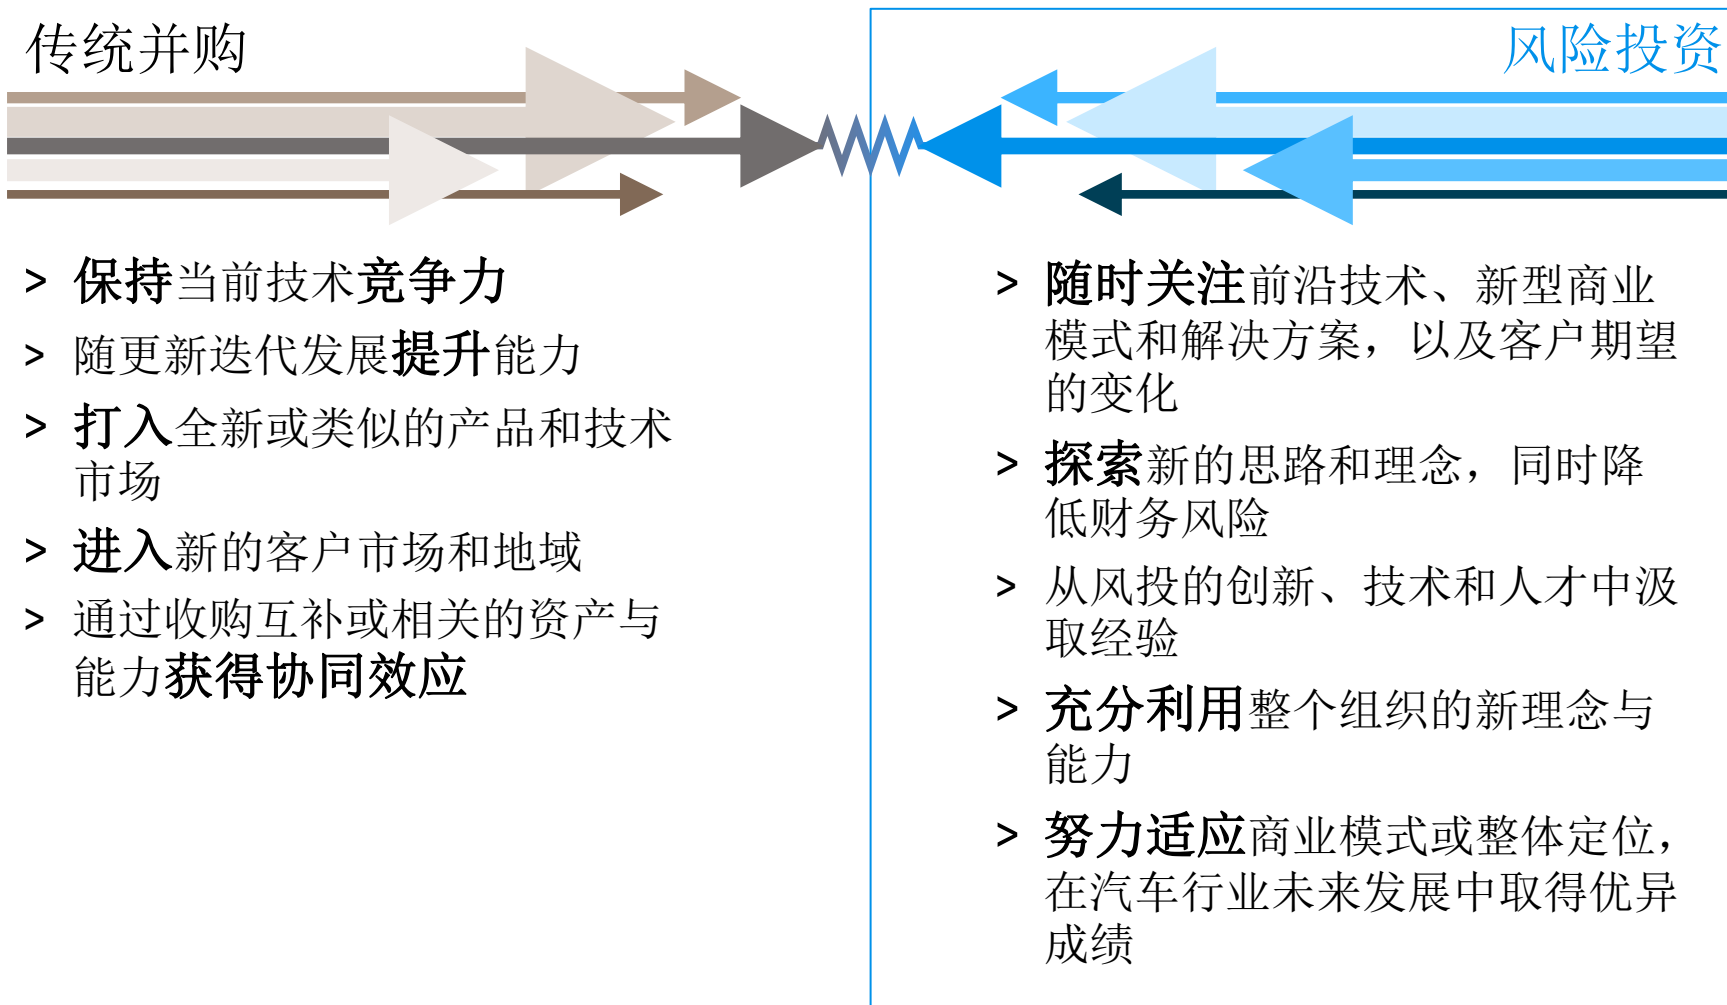 传统并购
> 保持当前技术竞争力
> 随更新迭代发展提升能力
> 打入全新或类似的产品和技术
市场
> 进入新的客户市场和地域
> 通过收购互补或相关的资产与
能力获得协同效应
风险投资
> 随时关注前沿技术、新型商业
模式和解决方案，以及客户期望
的变化
> 探索新的思路和理念，同时降
低财务风险
> 从风投的创新、技术和人才中汲
取经验
> 充分利用整个组织的新理念与
能力
> 努力适应商业模式或整体定位，
在汽车行业未来发展中取得优异
成绩